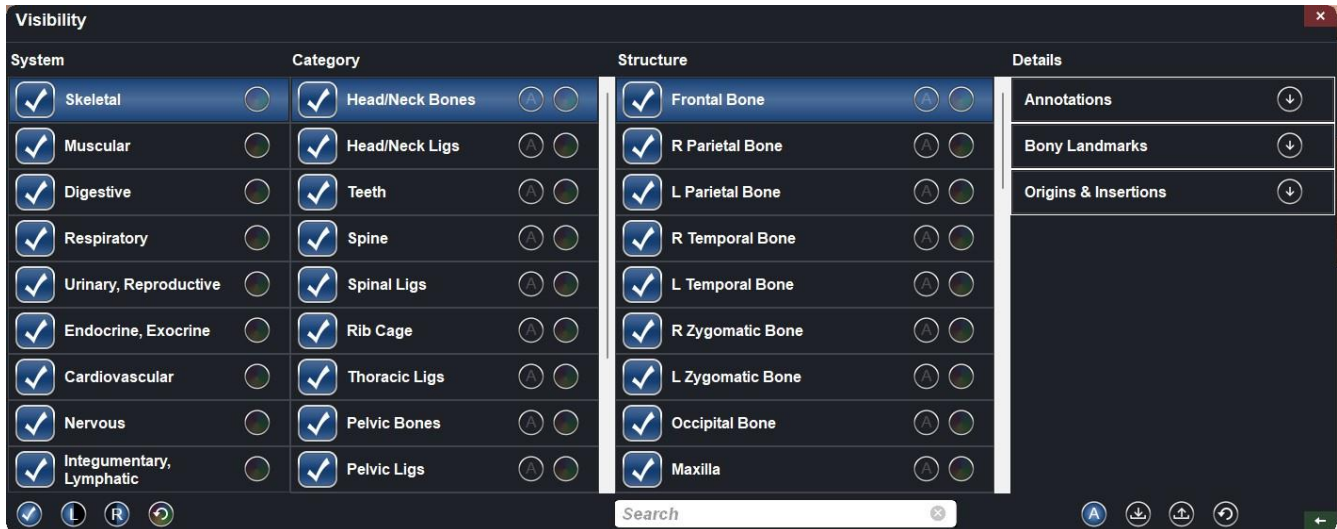 Visibility
System
Category
Structure
Details
Skeletal
Head/Neck Bones
A
Frontal Bone
A
Annotations
Muscular
Head/Neck Ligs
A
R Parietal Bone
A
Bony Landmarks
Digestive
Teeth
A
L Parietal Bone
A
Origins & Insertions
Respiratory
Spine
A
R Temporal Bone
A
Urinary, Reproductive
Spinal Ligs
A
L Temporal Bone
A
Endocrine, Exocrine
Rib Cage
A
R Zygomatic Bone
A
Cardiovascular
Thoracic Ligs
A
L Zygomatic Bone
A
Nervous
Pelvic Bones
A
Occipital Bone
A
Integumentary,
Lymphatic
Pelvic Ligs
A
Maxilla
A
L
R
Search
A